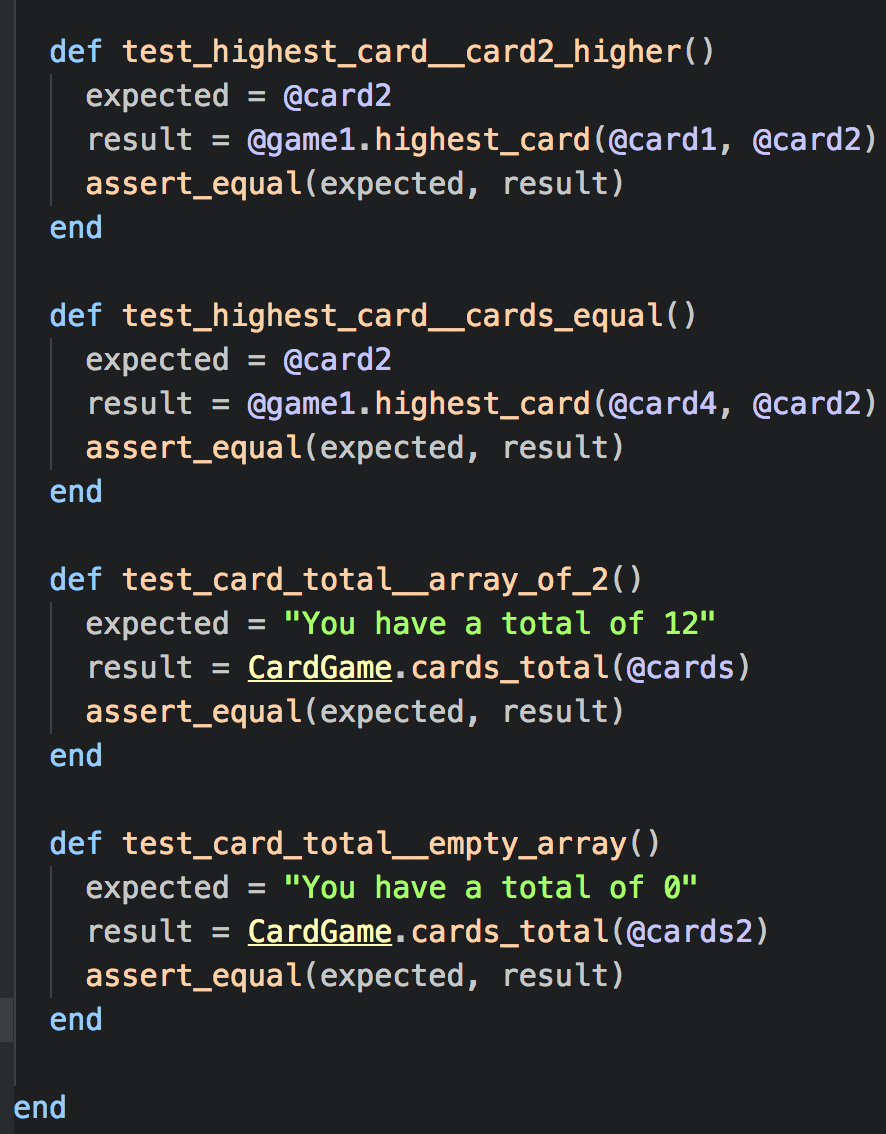 def test_highest_card__card2_higher()
expected = @card2
result = @game1.highest_card(@card1, @card2)
assert_equal(expected, result)
end
def test_highest_card__cards_equal()
expected = @card2
result = @game1.highest_card(@card4, @card2)
assert_equal(expected, result)
end
def test_card_total__array_of_2()
expected = "You have a total of 12"
result = CardGame.cards_total(@cards)
assert_equal(expected, result)
end
def test_card_total__empty_array()
expected = "You have a total of 0"
result = CardGame.cards_total(@cards2)
assert_equal(expected, result)
end
end